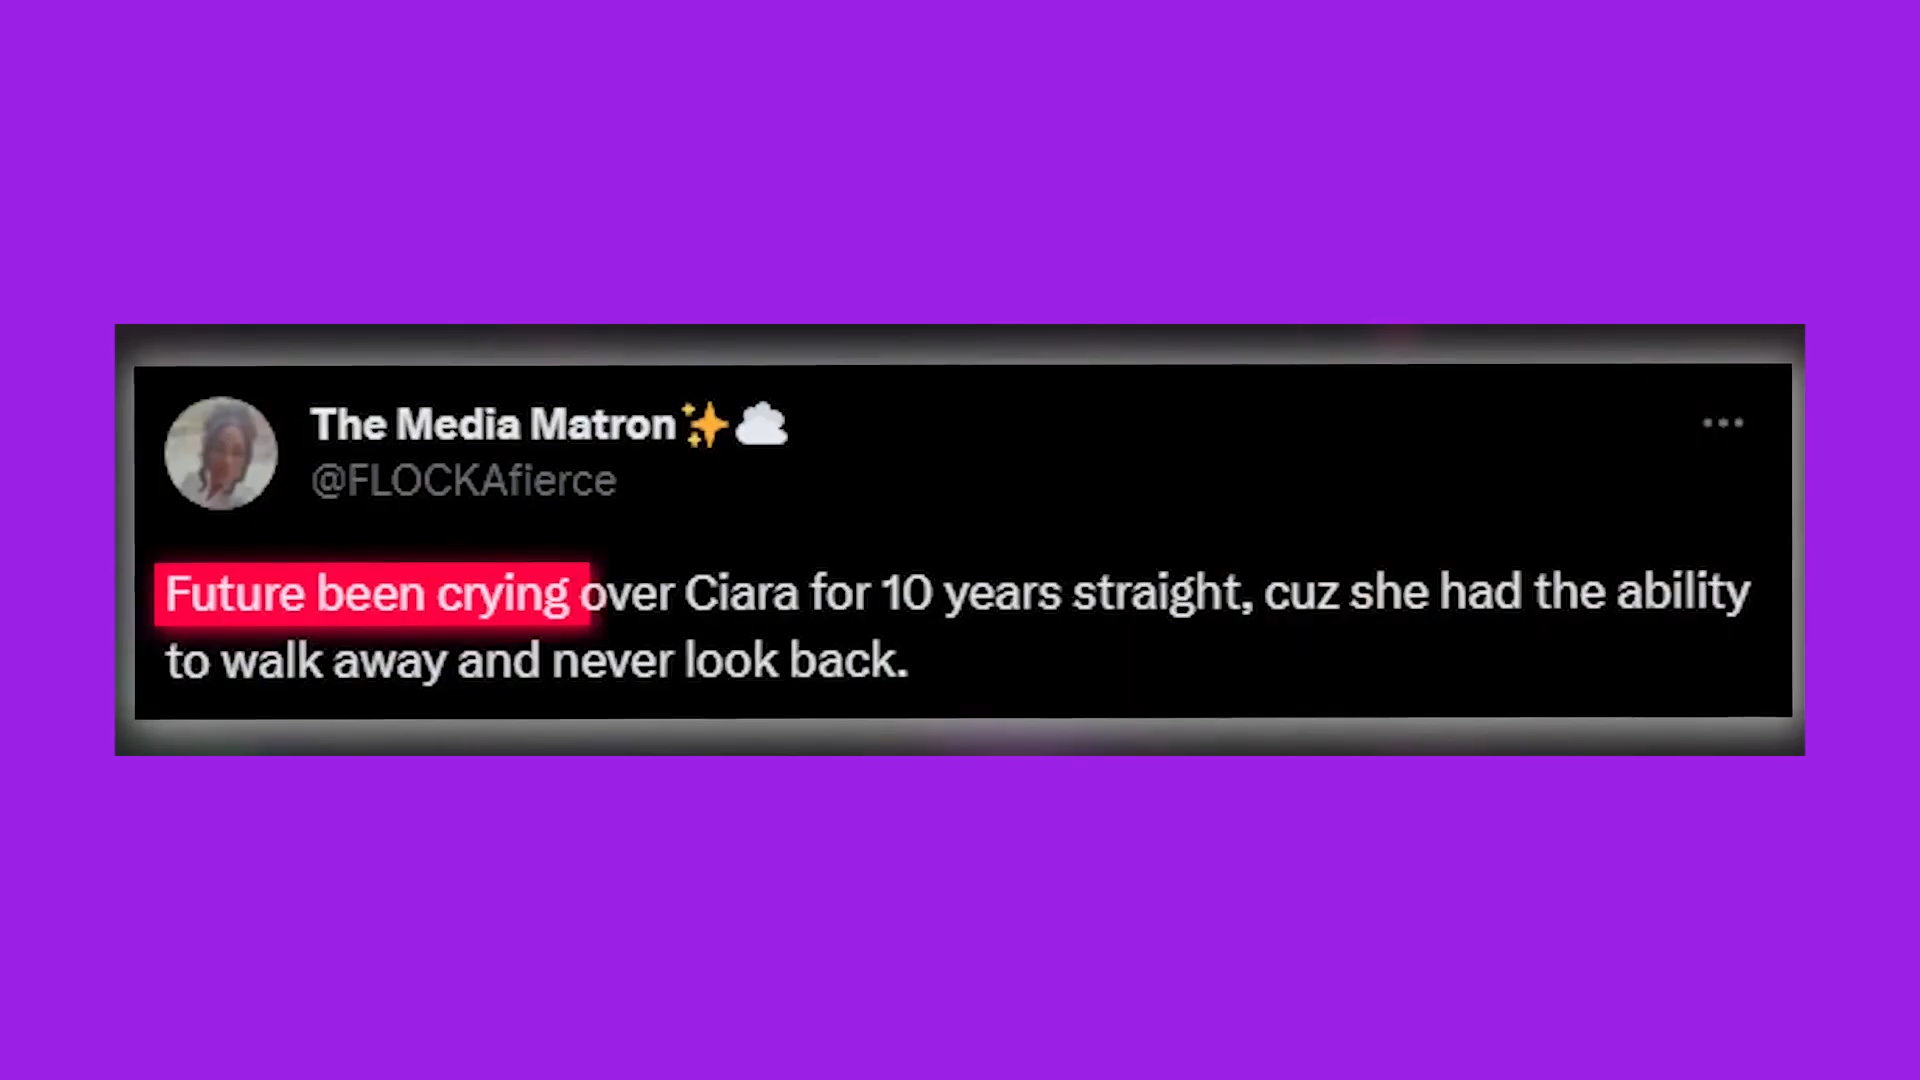 The Media Matron✨☁️
@FLOCKAfierce
Future been crying over Ciara for 10 years straight, cuz she had the ability
to walk away and never look back.